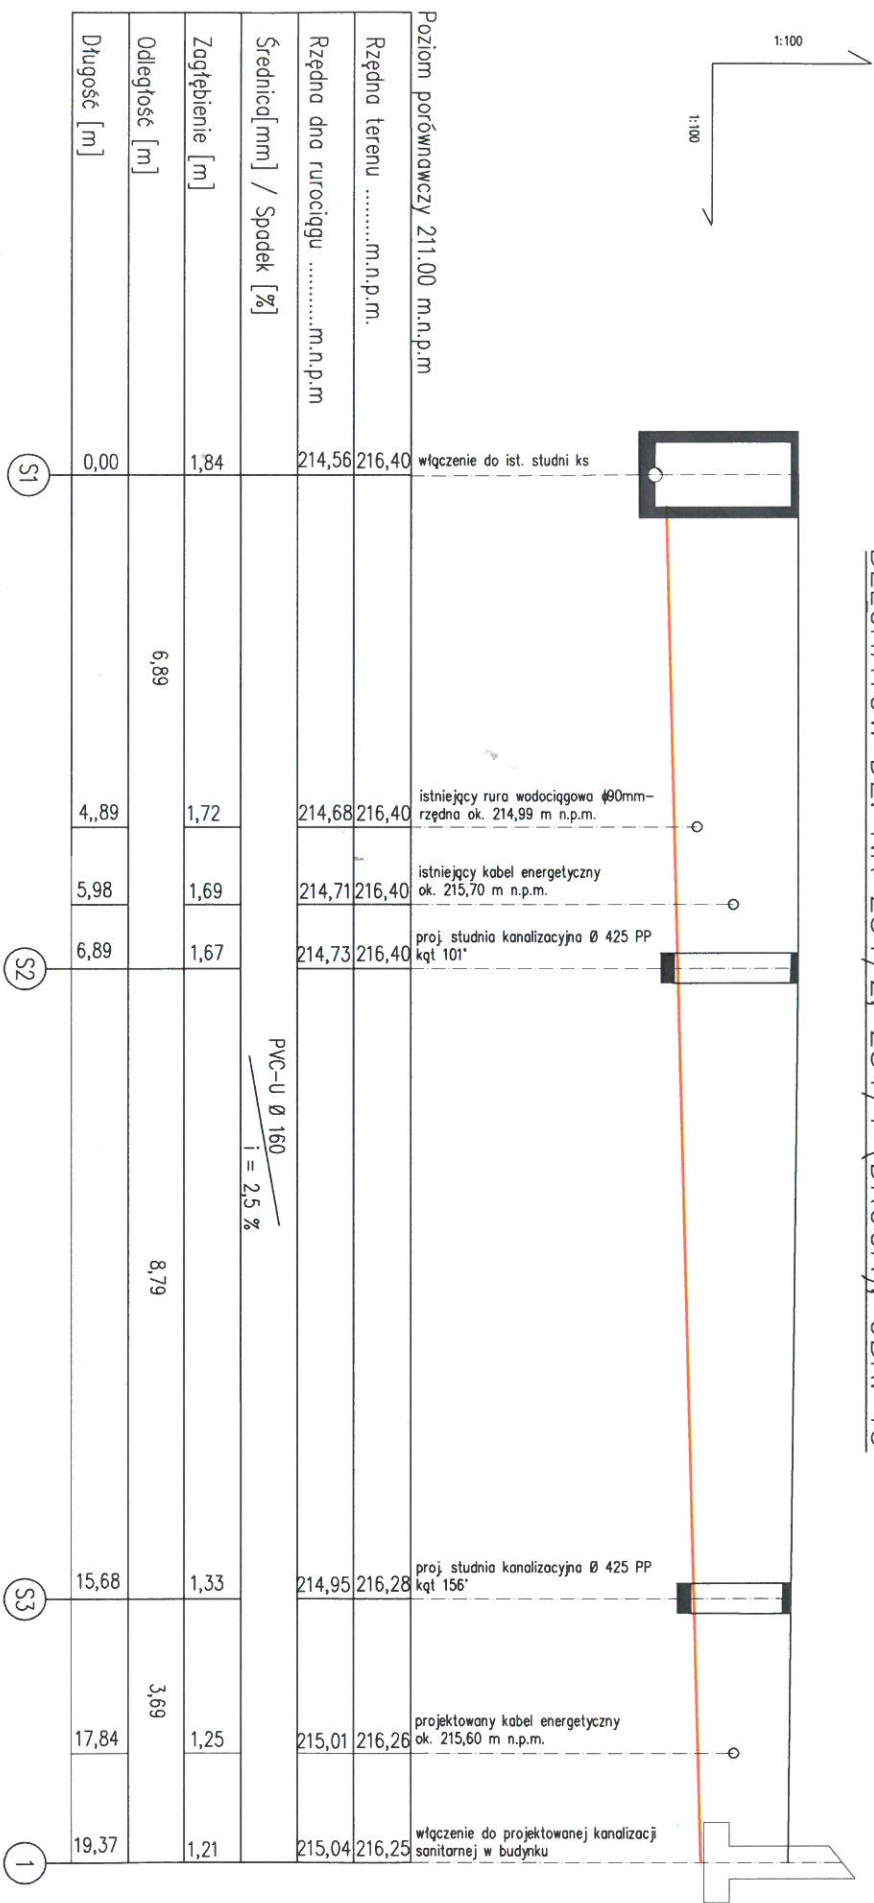 1:100
1:100
Poziom porównawczy 211.00 m.n.p.m
włączenie do ist. studni ks
istniejący rura wodociągowa ϕ90mm-
rzędna ok. 214,99 m n.p.m.
istniejący kabel energetyczny
ok. 215,70 m n.p.m.
proj. studnia kanalizacyjna Ø 425 PP
kąt 101°
proj. studnia kanalizacyjna Ø 425 PP
kąt 156°
projektowany kabel energetyczny
ok. 215,60 m n.p.m.
włączenie do projektowanej kanalizacji
sanitarnej w budynku
Rzędna terenu .........m.n.p.m. 216,40 216,40 216,40 216,40 216,28 216,26 216,25
Rzędna dna rurociągu ...........m.n.p.m 214,56 214,68 214,71 214,73 214,95 215,01 215,04
Średnica[mm] / Spadek [%]
PVC-U Ø 160
i = 2,5 %
Zagłębienie [m] 1,84 1,72 1,69 1,67 1,33 1,25 1,21
Odległość [m] 6,89 8,79 3,69
Długość [m] 0,00 4,,89 5,98 6,89 15,68 17,84 19,37
S1 S2 S3 1